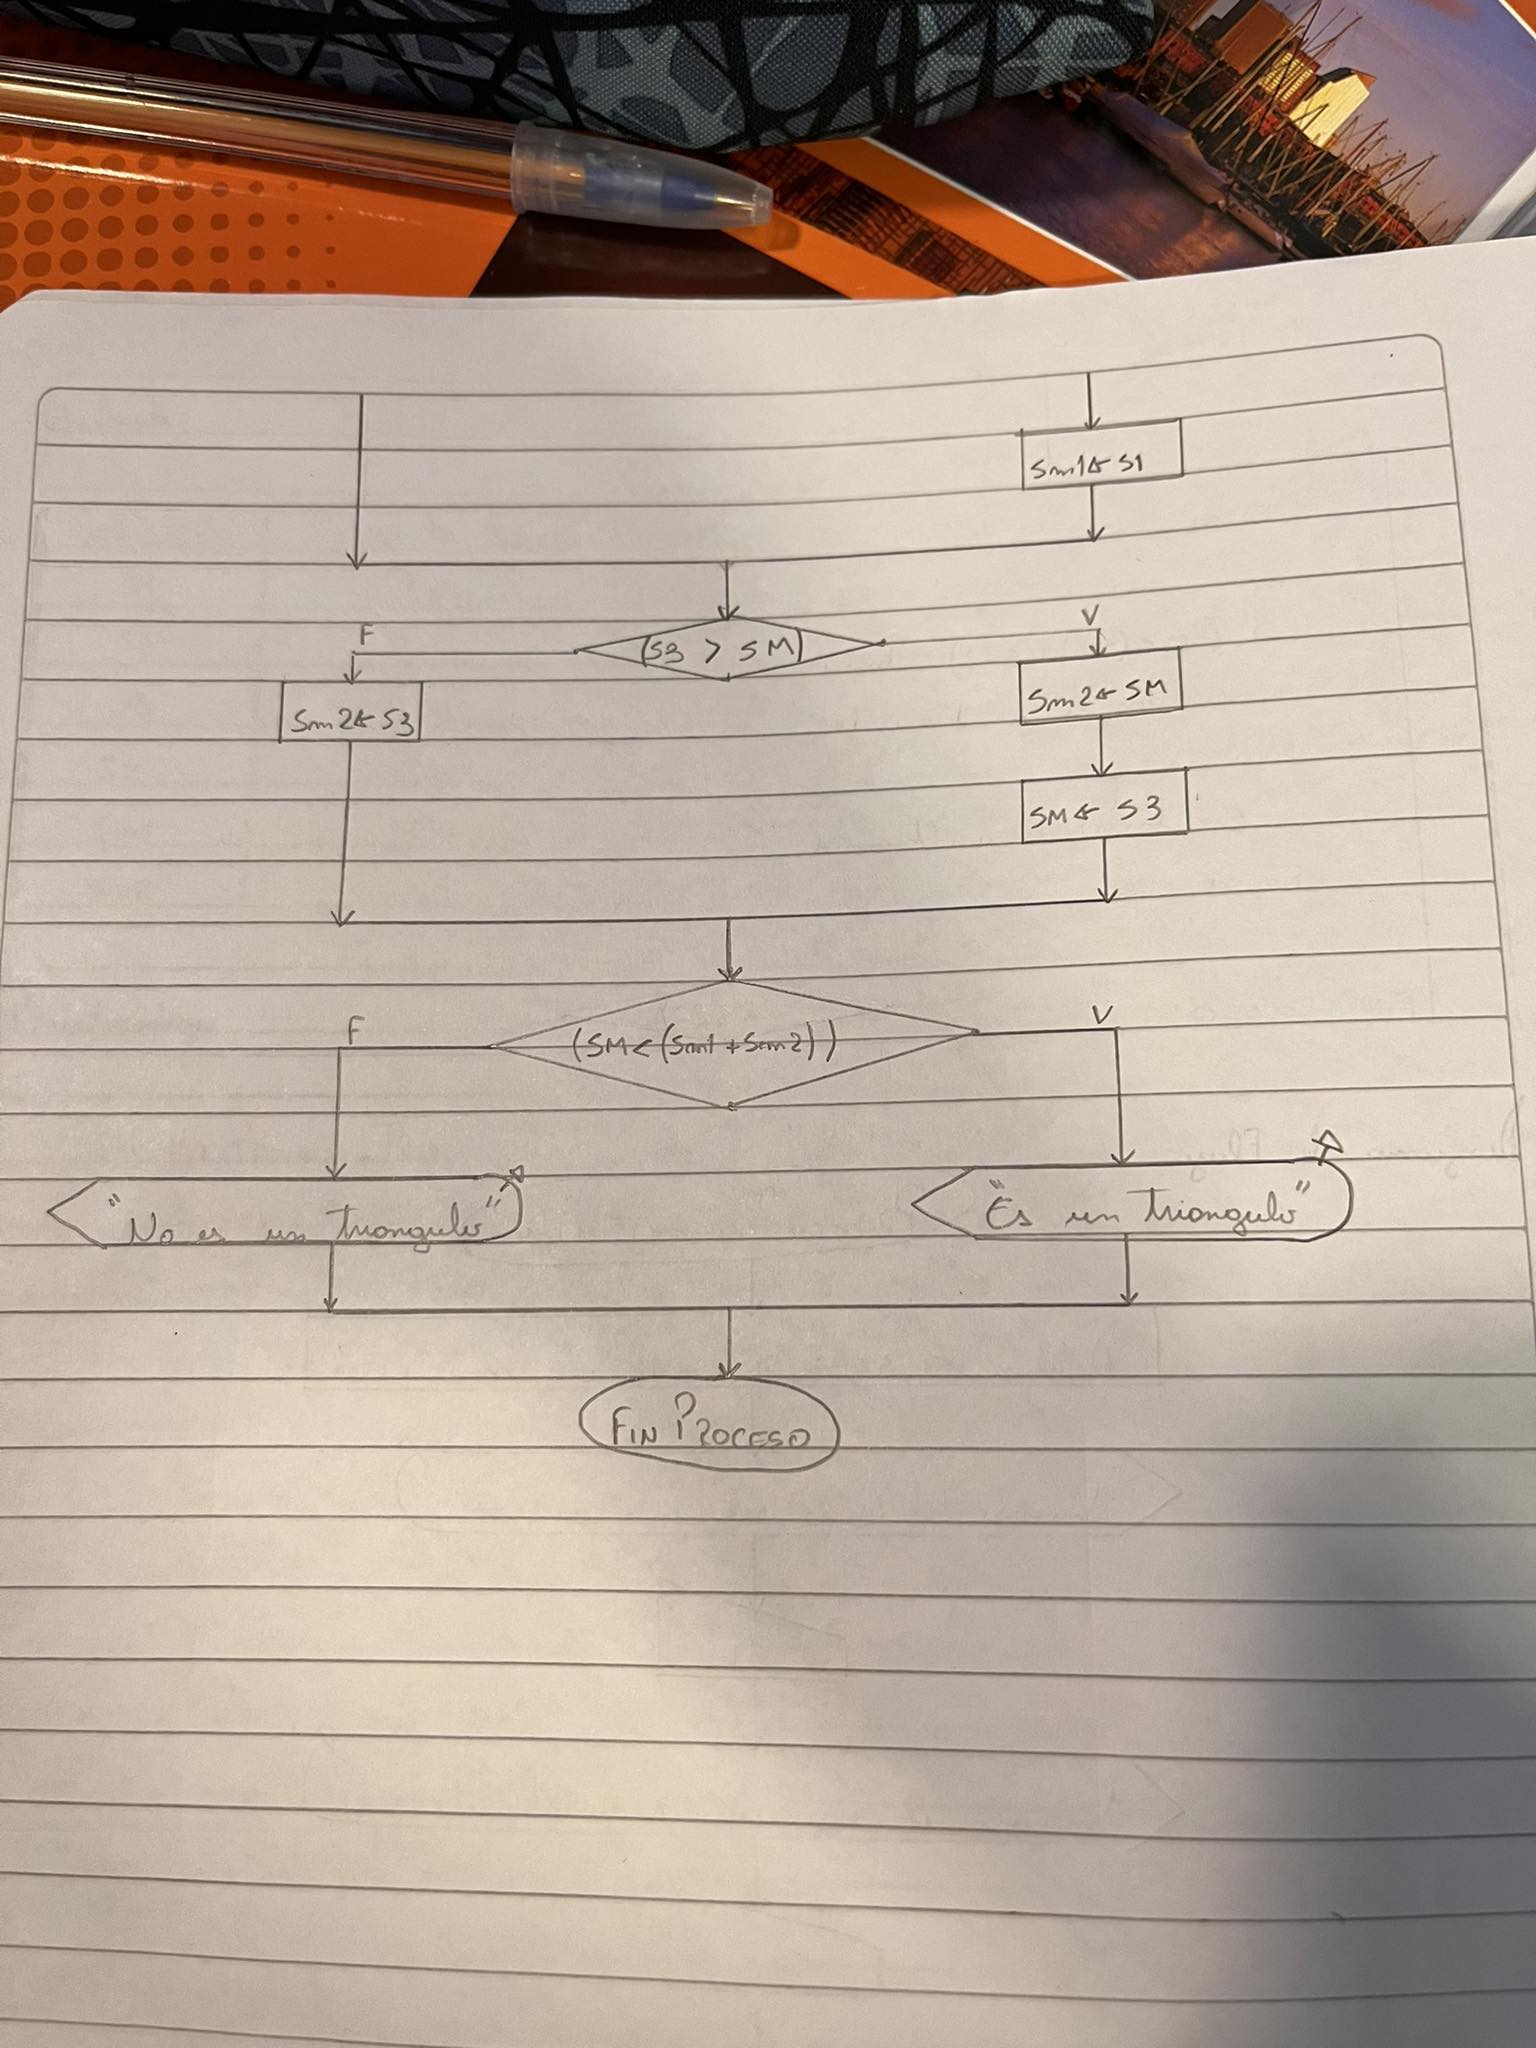 Sm1← S1
F
(S3 > SM)
V
Sm2← S3
Sm2← SM
SM← S3
F
(SM<(Sm1+Sm2))
V
"No es un triangulo"
"Es un triangulo"
FIN PROCESO